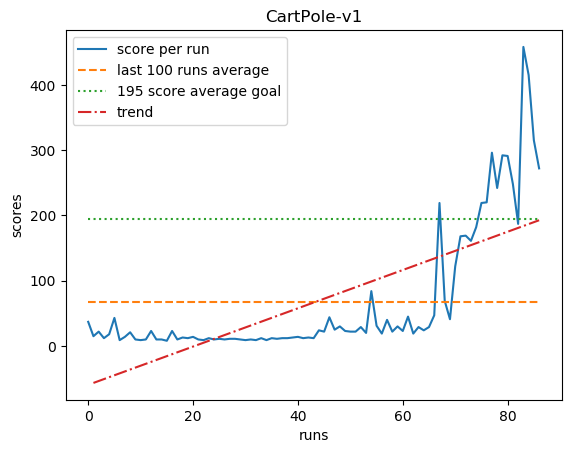 CartPole-v1
score per run
last 100 runs average
195 score average goal
trend
scores
400
300
200
100
0
0 20 40 60 80
runs